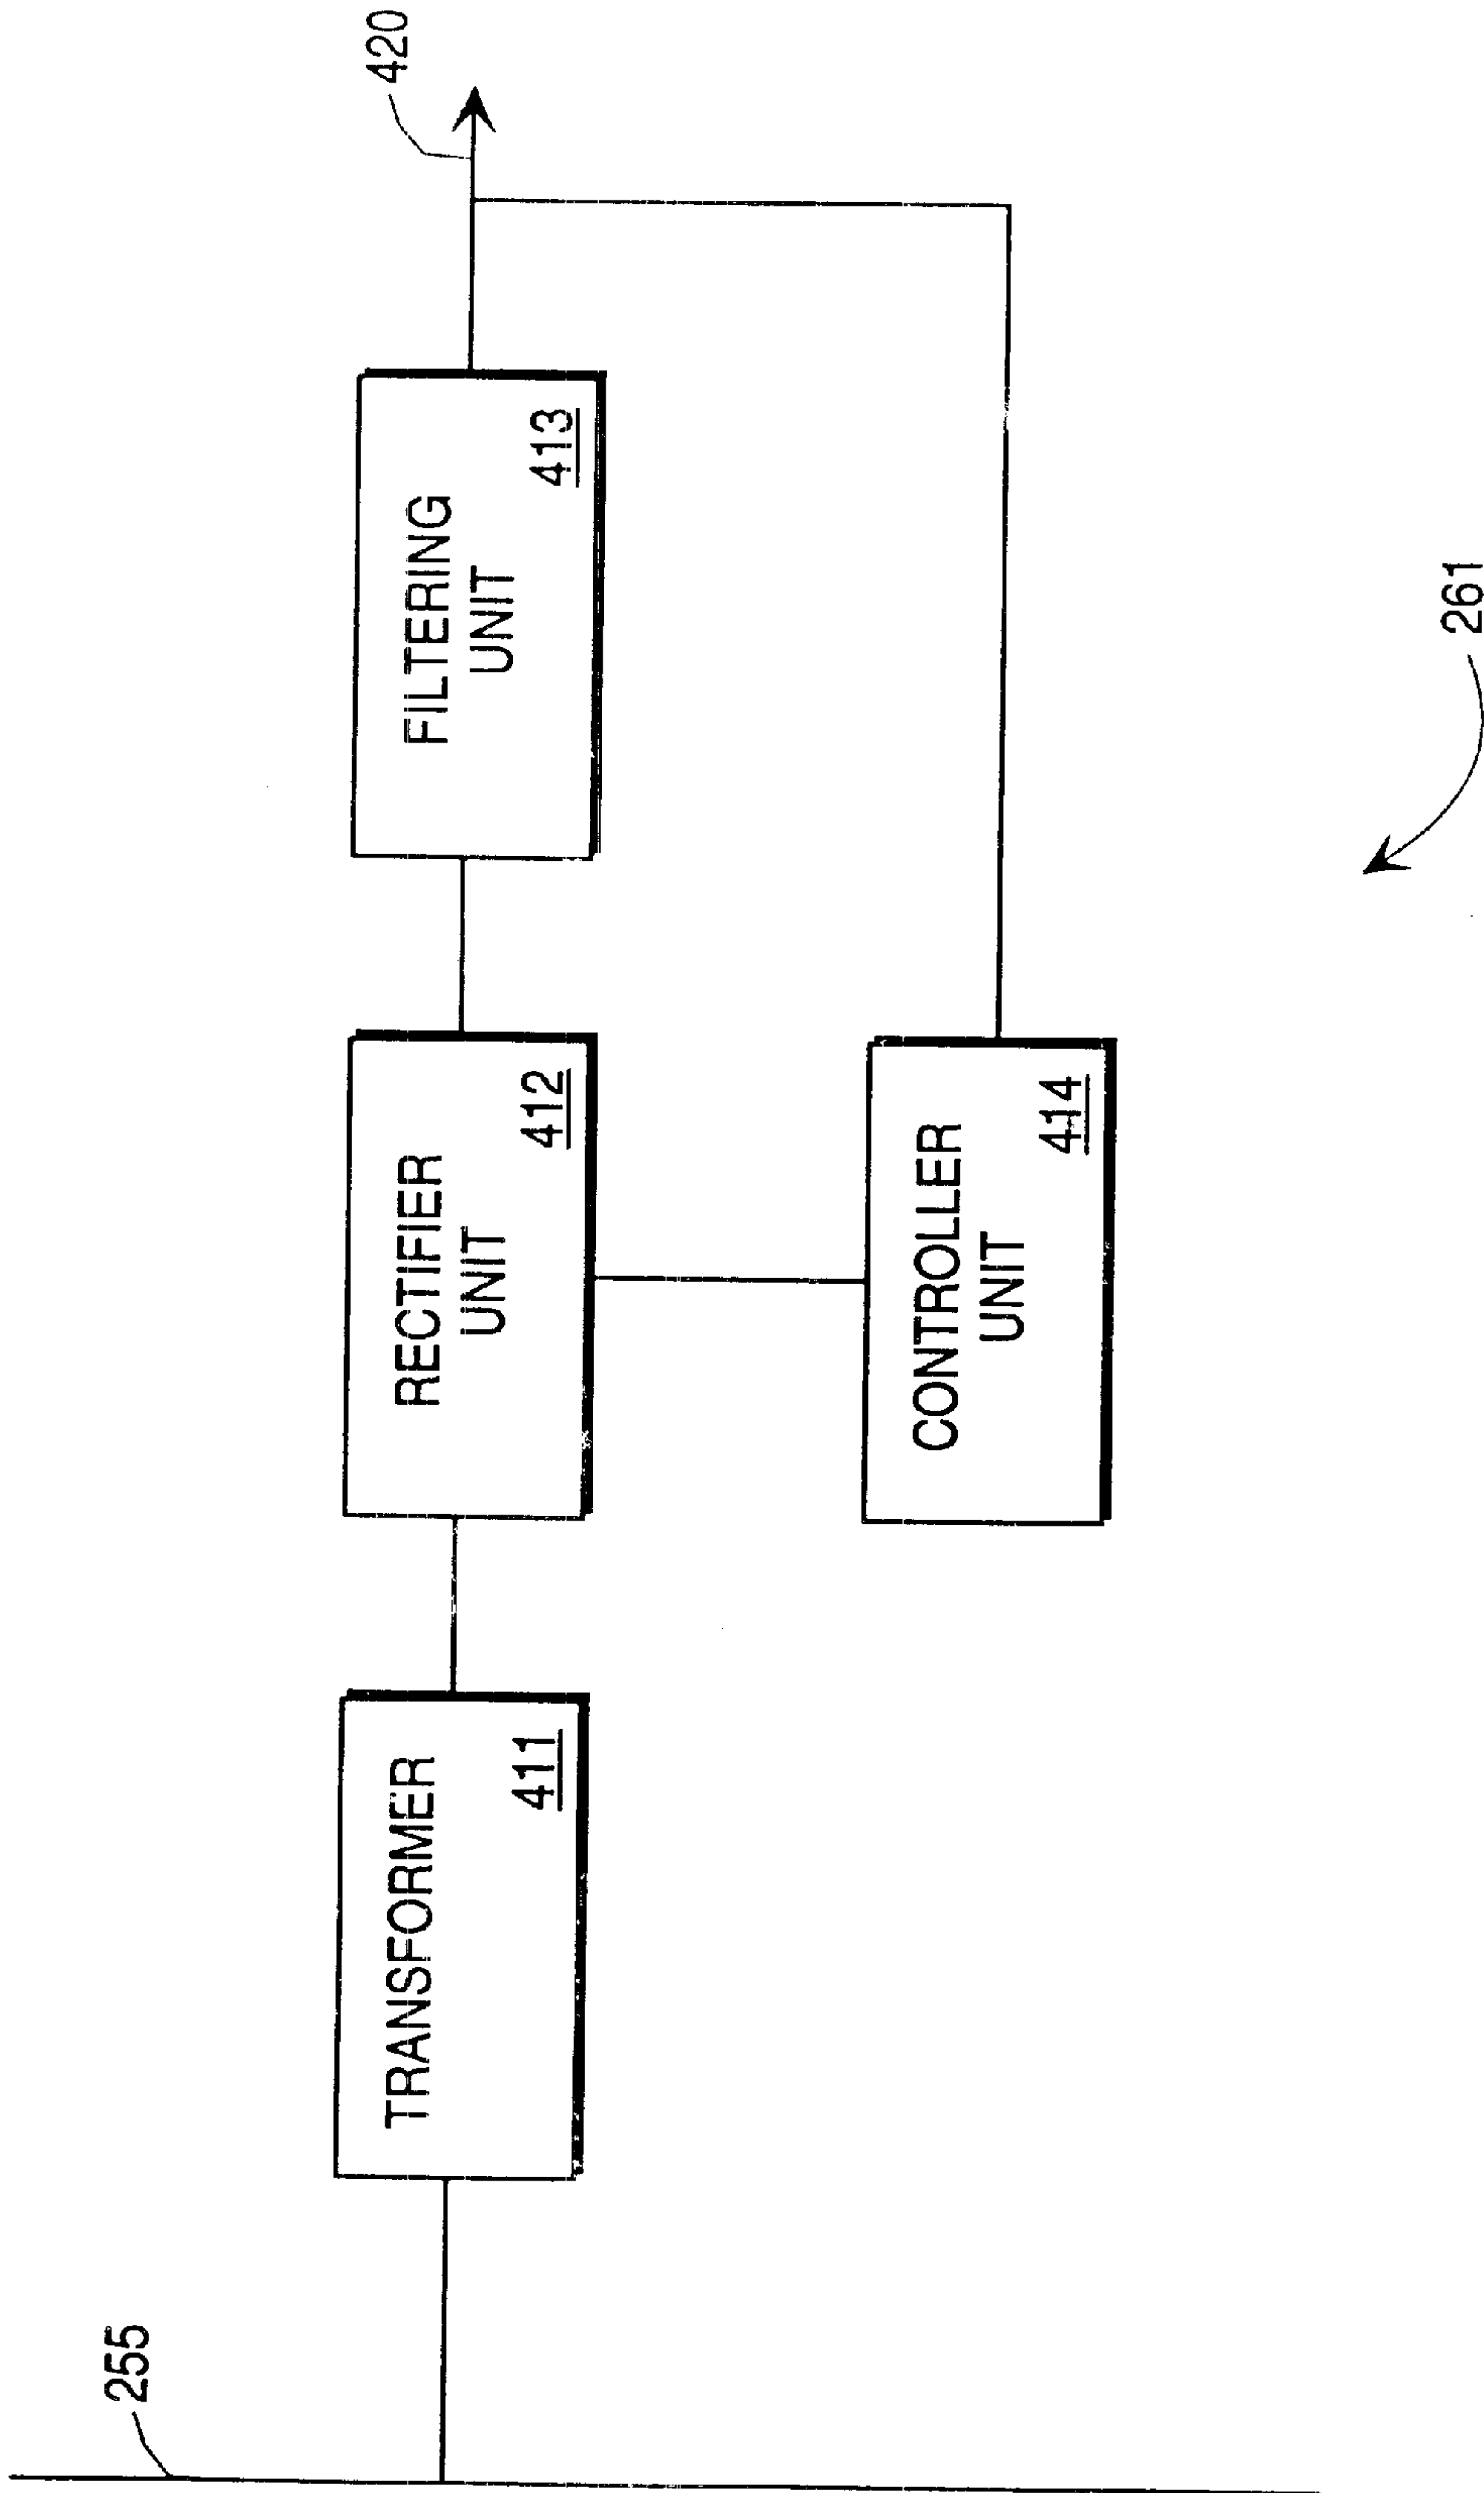 255
TRANSFORMER
411
RECTIFIER
UNIT
412
FILTERING
UNIT
413
420
CONTROLLER
UNIT
414
261